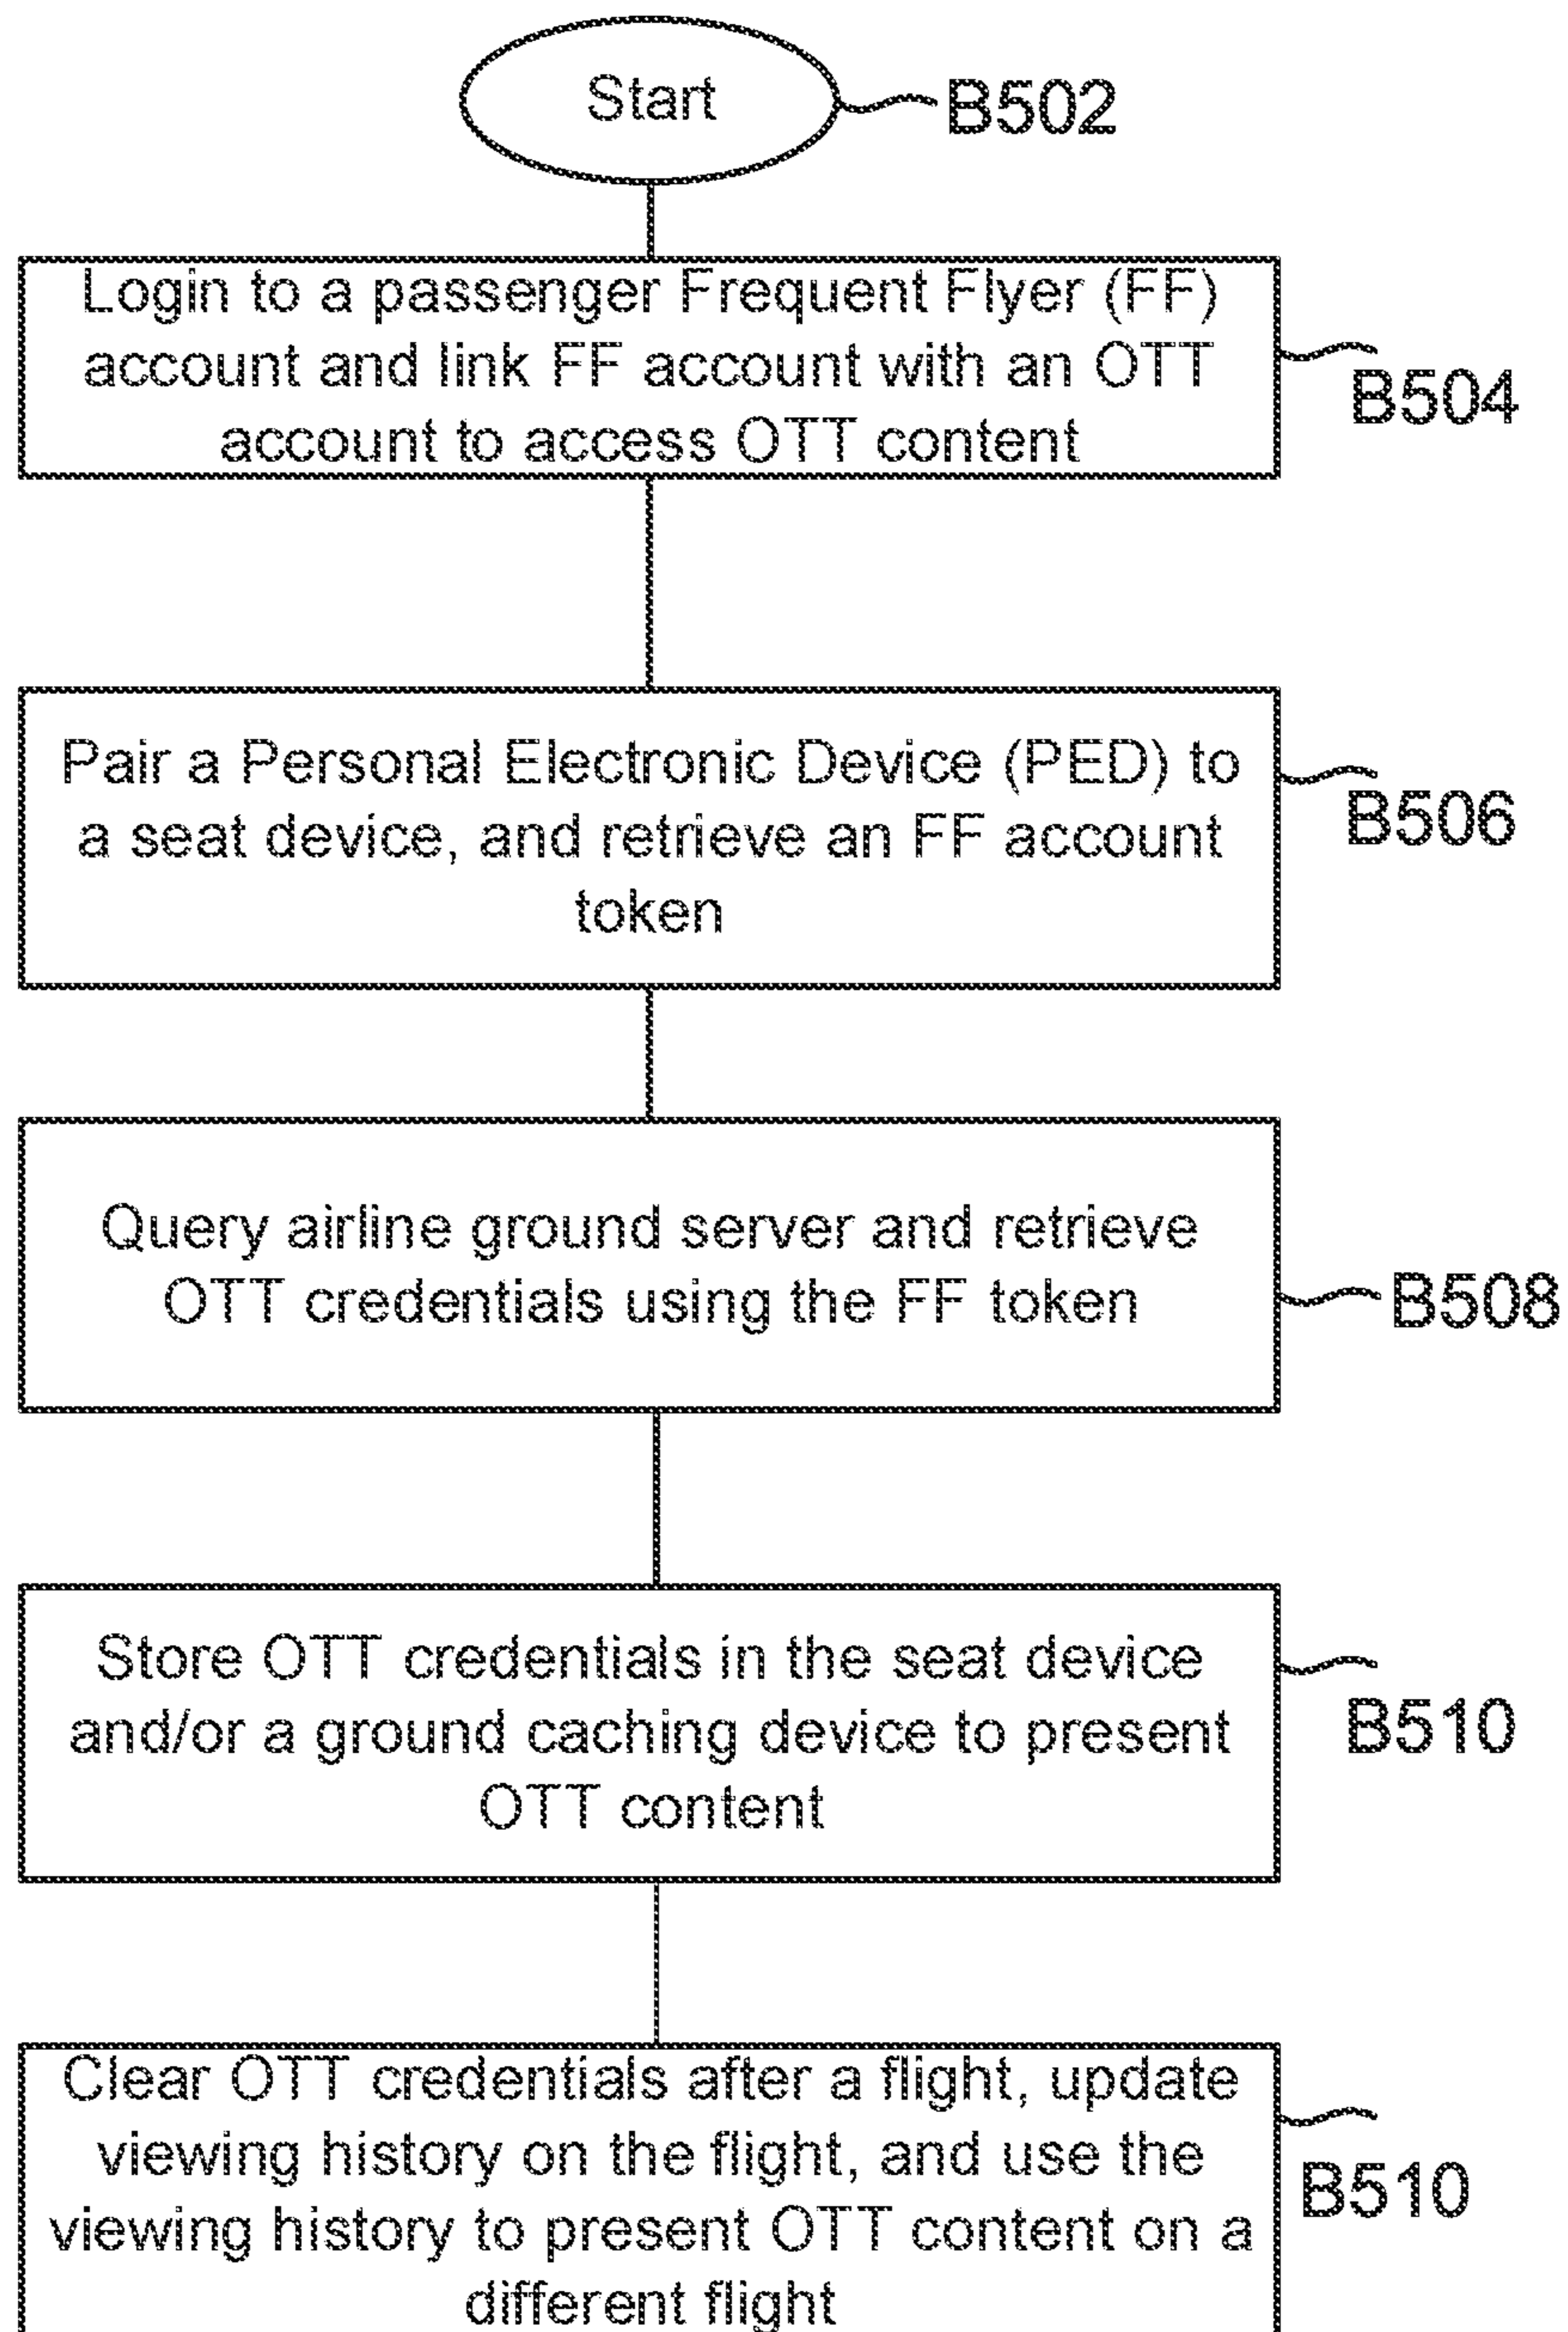 Start
B502
Login to a passenger Frequent Flyer (FF)
account and link FF account with an OTT
account to access OTT content
B504
Pair a Personal Electronic Device (PED) to
a seat device, and retrieve an FF account
token
B506
Query airline ground server and retrieve
OTT credentials using the FF token
B508
Store OTT credentials in the seat device
and/or a ground caching device to present
OTT content
B510
Clear OTT credentials after a flight, update
viewing history on the flight, and use the
viewing history to present OTT content on a
different flight
B510